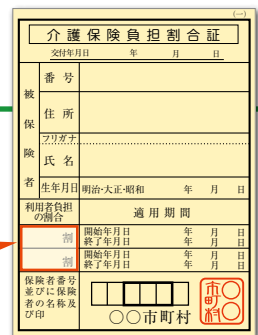 (一)
介護保険負担割合証
交付年月日　年　月　日
被保険者
番号
住所
フリガナ
氏名
生年月日 明治・大正・昭和　年　月　日
利用者負担の割合
適用期間
割
開始年月日　年　月　日
終了年月日　年　月　日
割
開始年月日　年　月　日
終了年月日　年　月　日
保険者番号
並びに保険
者の名称及
び印
〇〇市町村
〇〇市町村